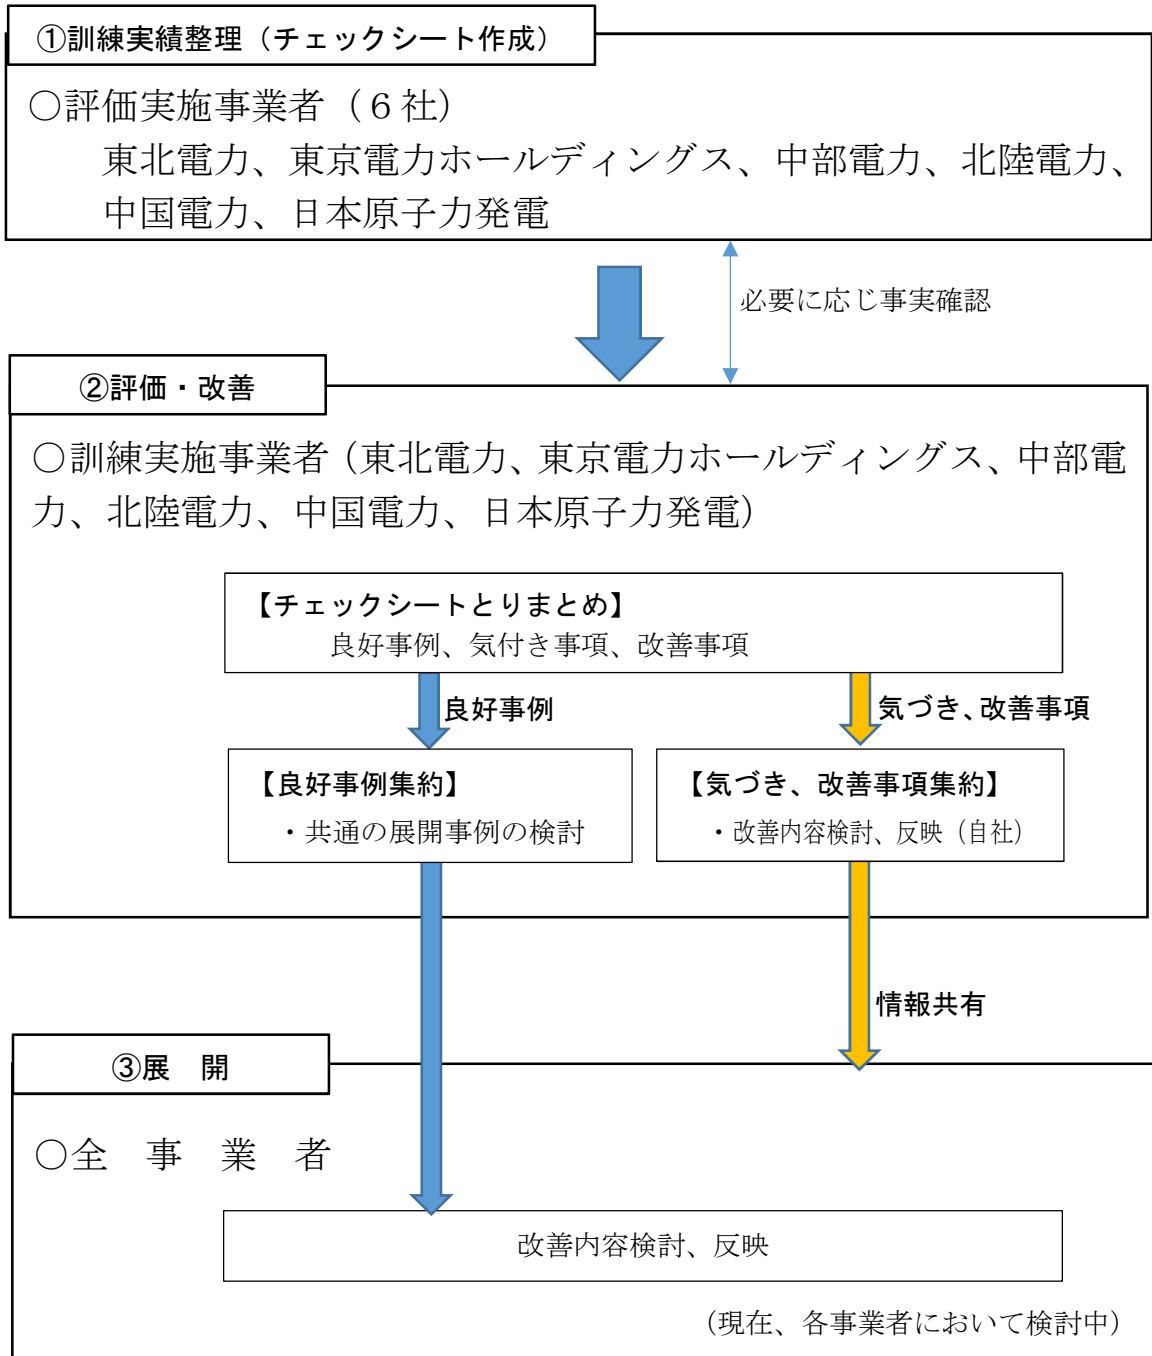 ①訓練実績整理（チェックシート作成）
○評価実施事業者（６社）
東北電力、東京電力ホールディングス、中部電力、北陸電力、
中国電力、日本原子力発電
必要に応じ事実確認
②評価・改善
○訓練実施事業者（東北電力、東京電力ホールディングス、中部電
力、北陸電力、中国電力、日本原子力発電）
【チェックシートとりまとめ】
良好事例、気付き事項、改善事項
良好事例
気づき、改善事項
【良好事例集約】
・共通の展開事例の検討
【気づき、改善事項集約】
・改善内容検討、反映（自社）
情報共有
③展　開
○全　事　業　者
改善内容検討、反映
（現在、各事業者において検討中）